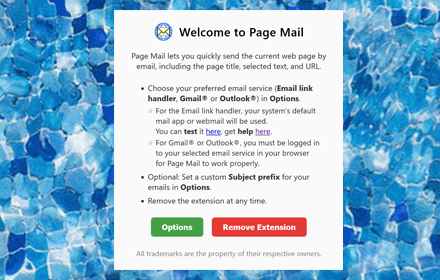 Welcome to Page Mail
Page Mail lets you quickly send the current web page by
email, including the page title, selected text, and URL.
• Choose your preferred email service (Email link
handler, Gmail® or Outlook®) in Options.
◦ For the Email link handler, your system's default
mail app or webmail will be used.
You can test it here, get help here.
◦ For Gmail® or Outlook®, you must be logged in
to your selected email service in your browser
for Page Mail to work properly.
• Optional: Set a custom Subject prefix for your
emails in Options.
• Remove the extension at any time.
Options
Remove Extension
All trademarks are the property of their respective owners.